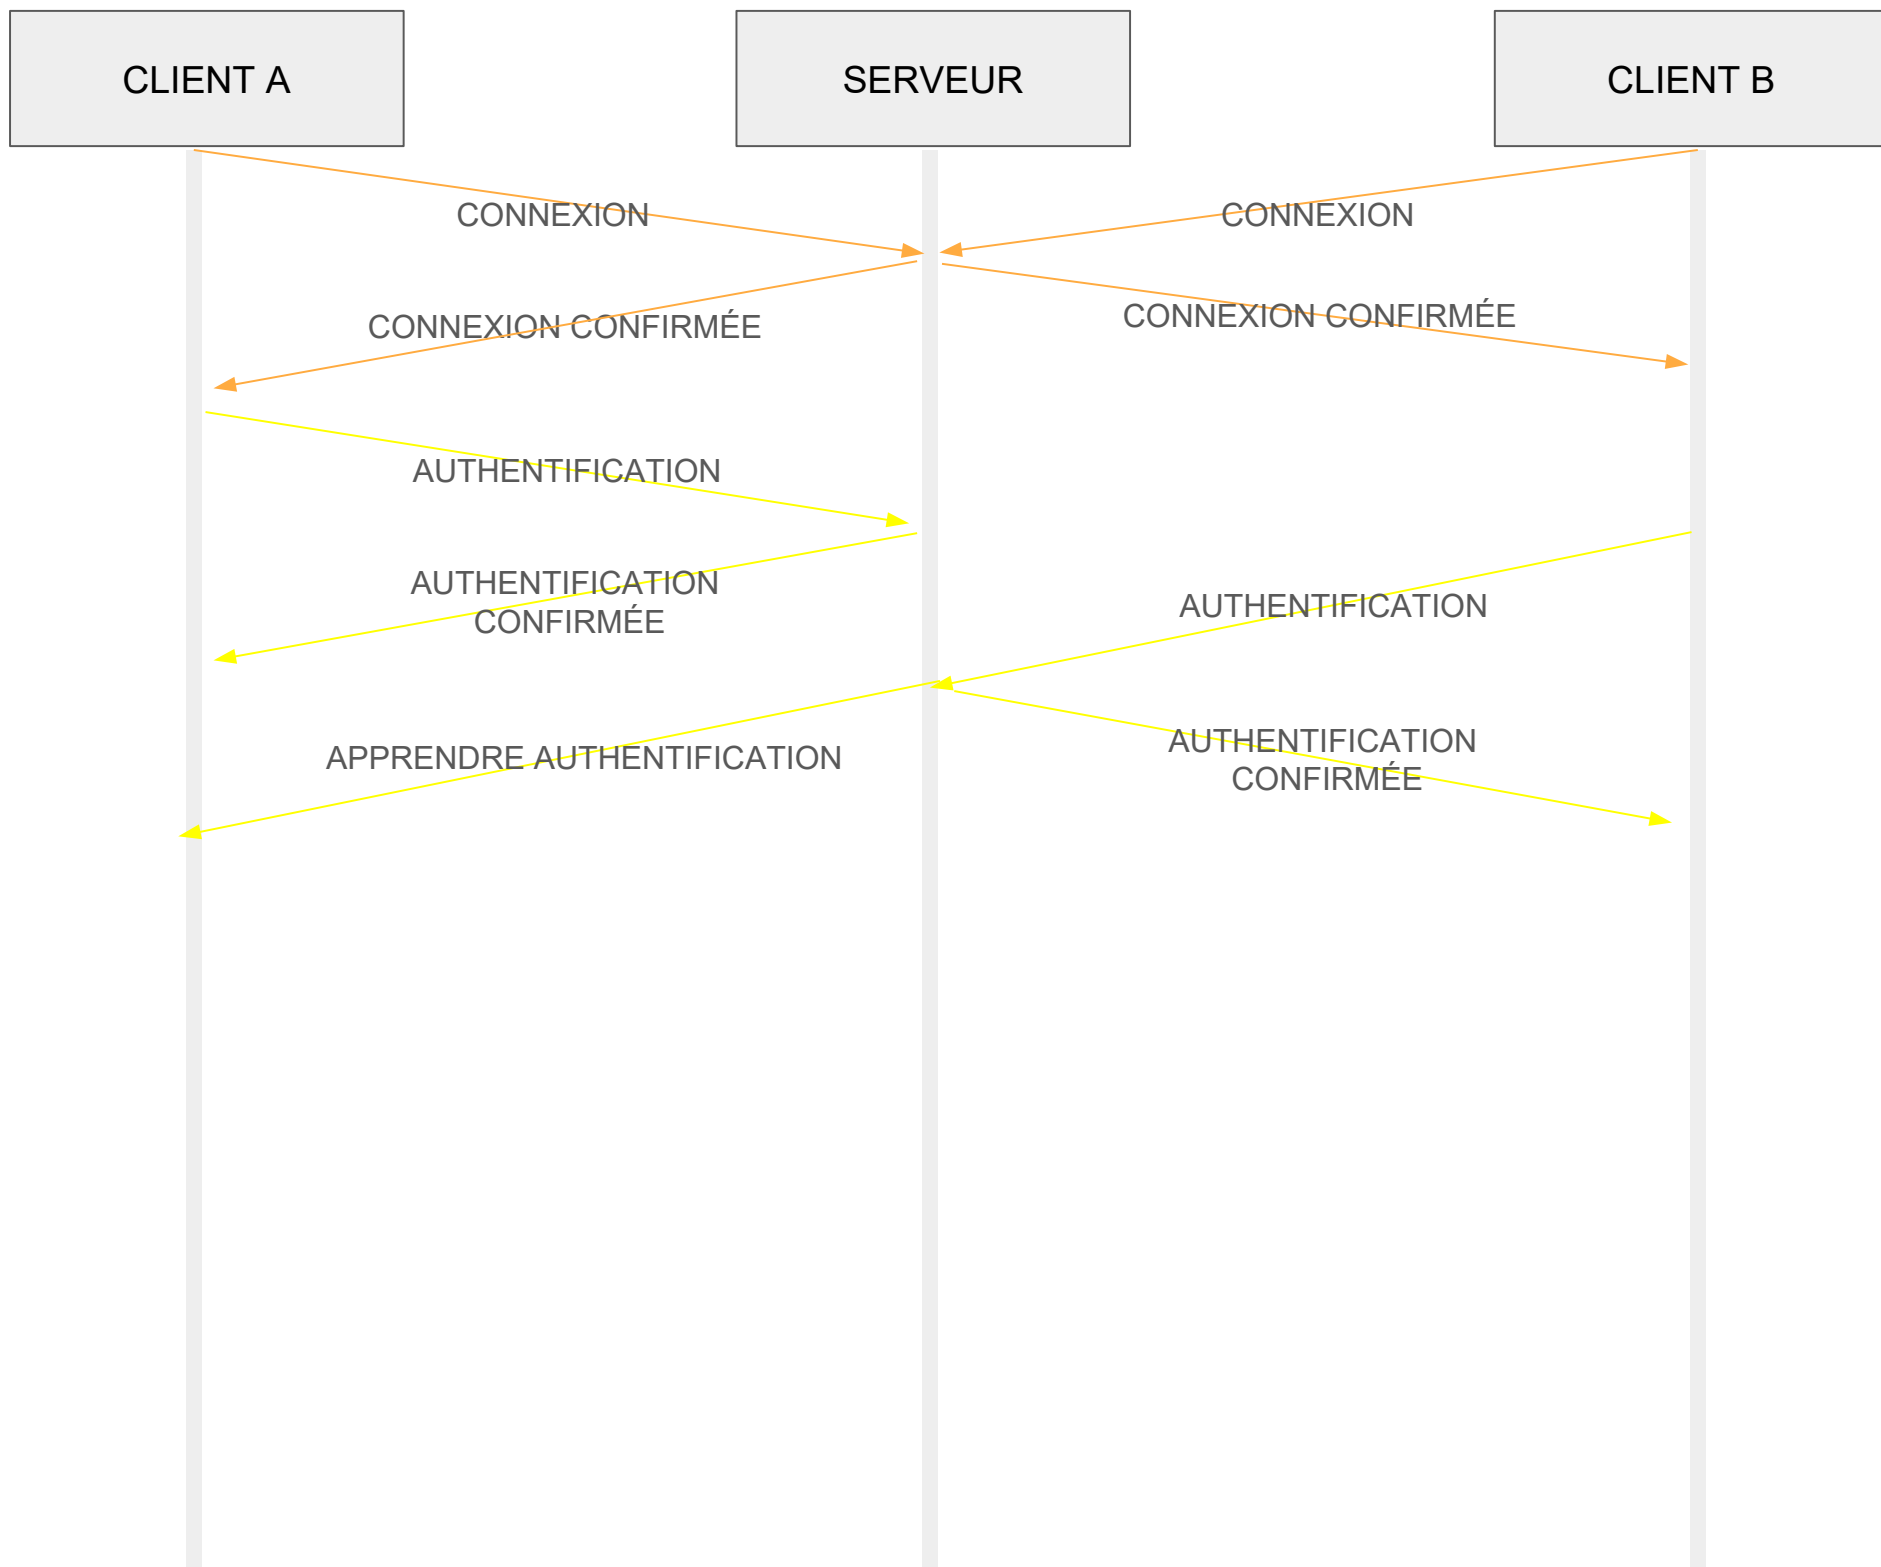 CLIENT A
SERVEUR
CLIENT B
CONNEXION
CONNEXION
CONNEXION CONFIRMÉE
CONNEXION CONFIRMÉE
AUTHENTIFICATION
AUTHENTIFICATION
CONFIRMÉE
AUTHENTIFICATION
APPRENDRE AUTHENTIFICATION
AUTHENTIFICATION
CONFIRMÉE